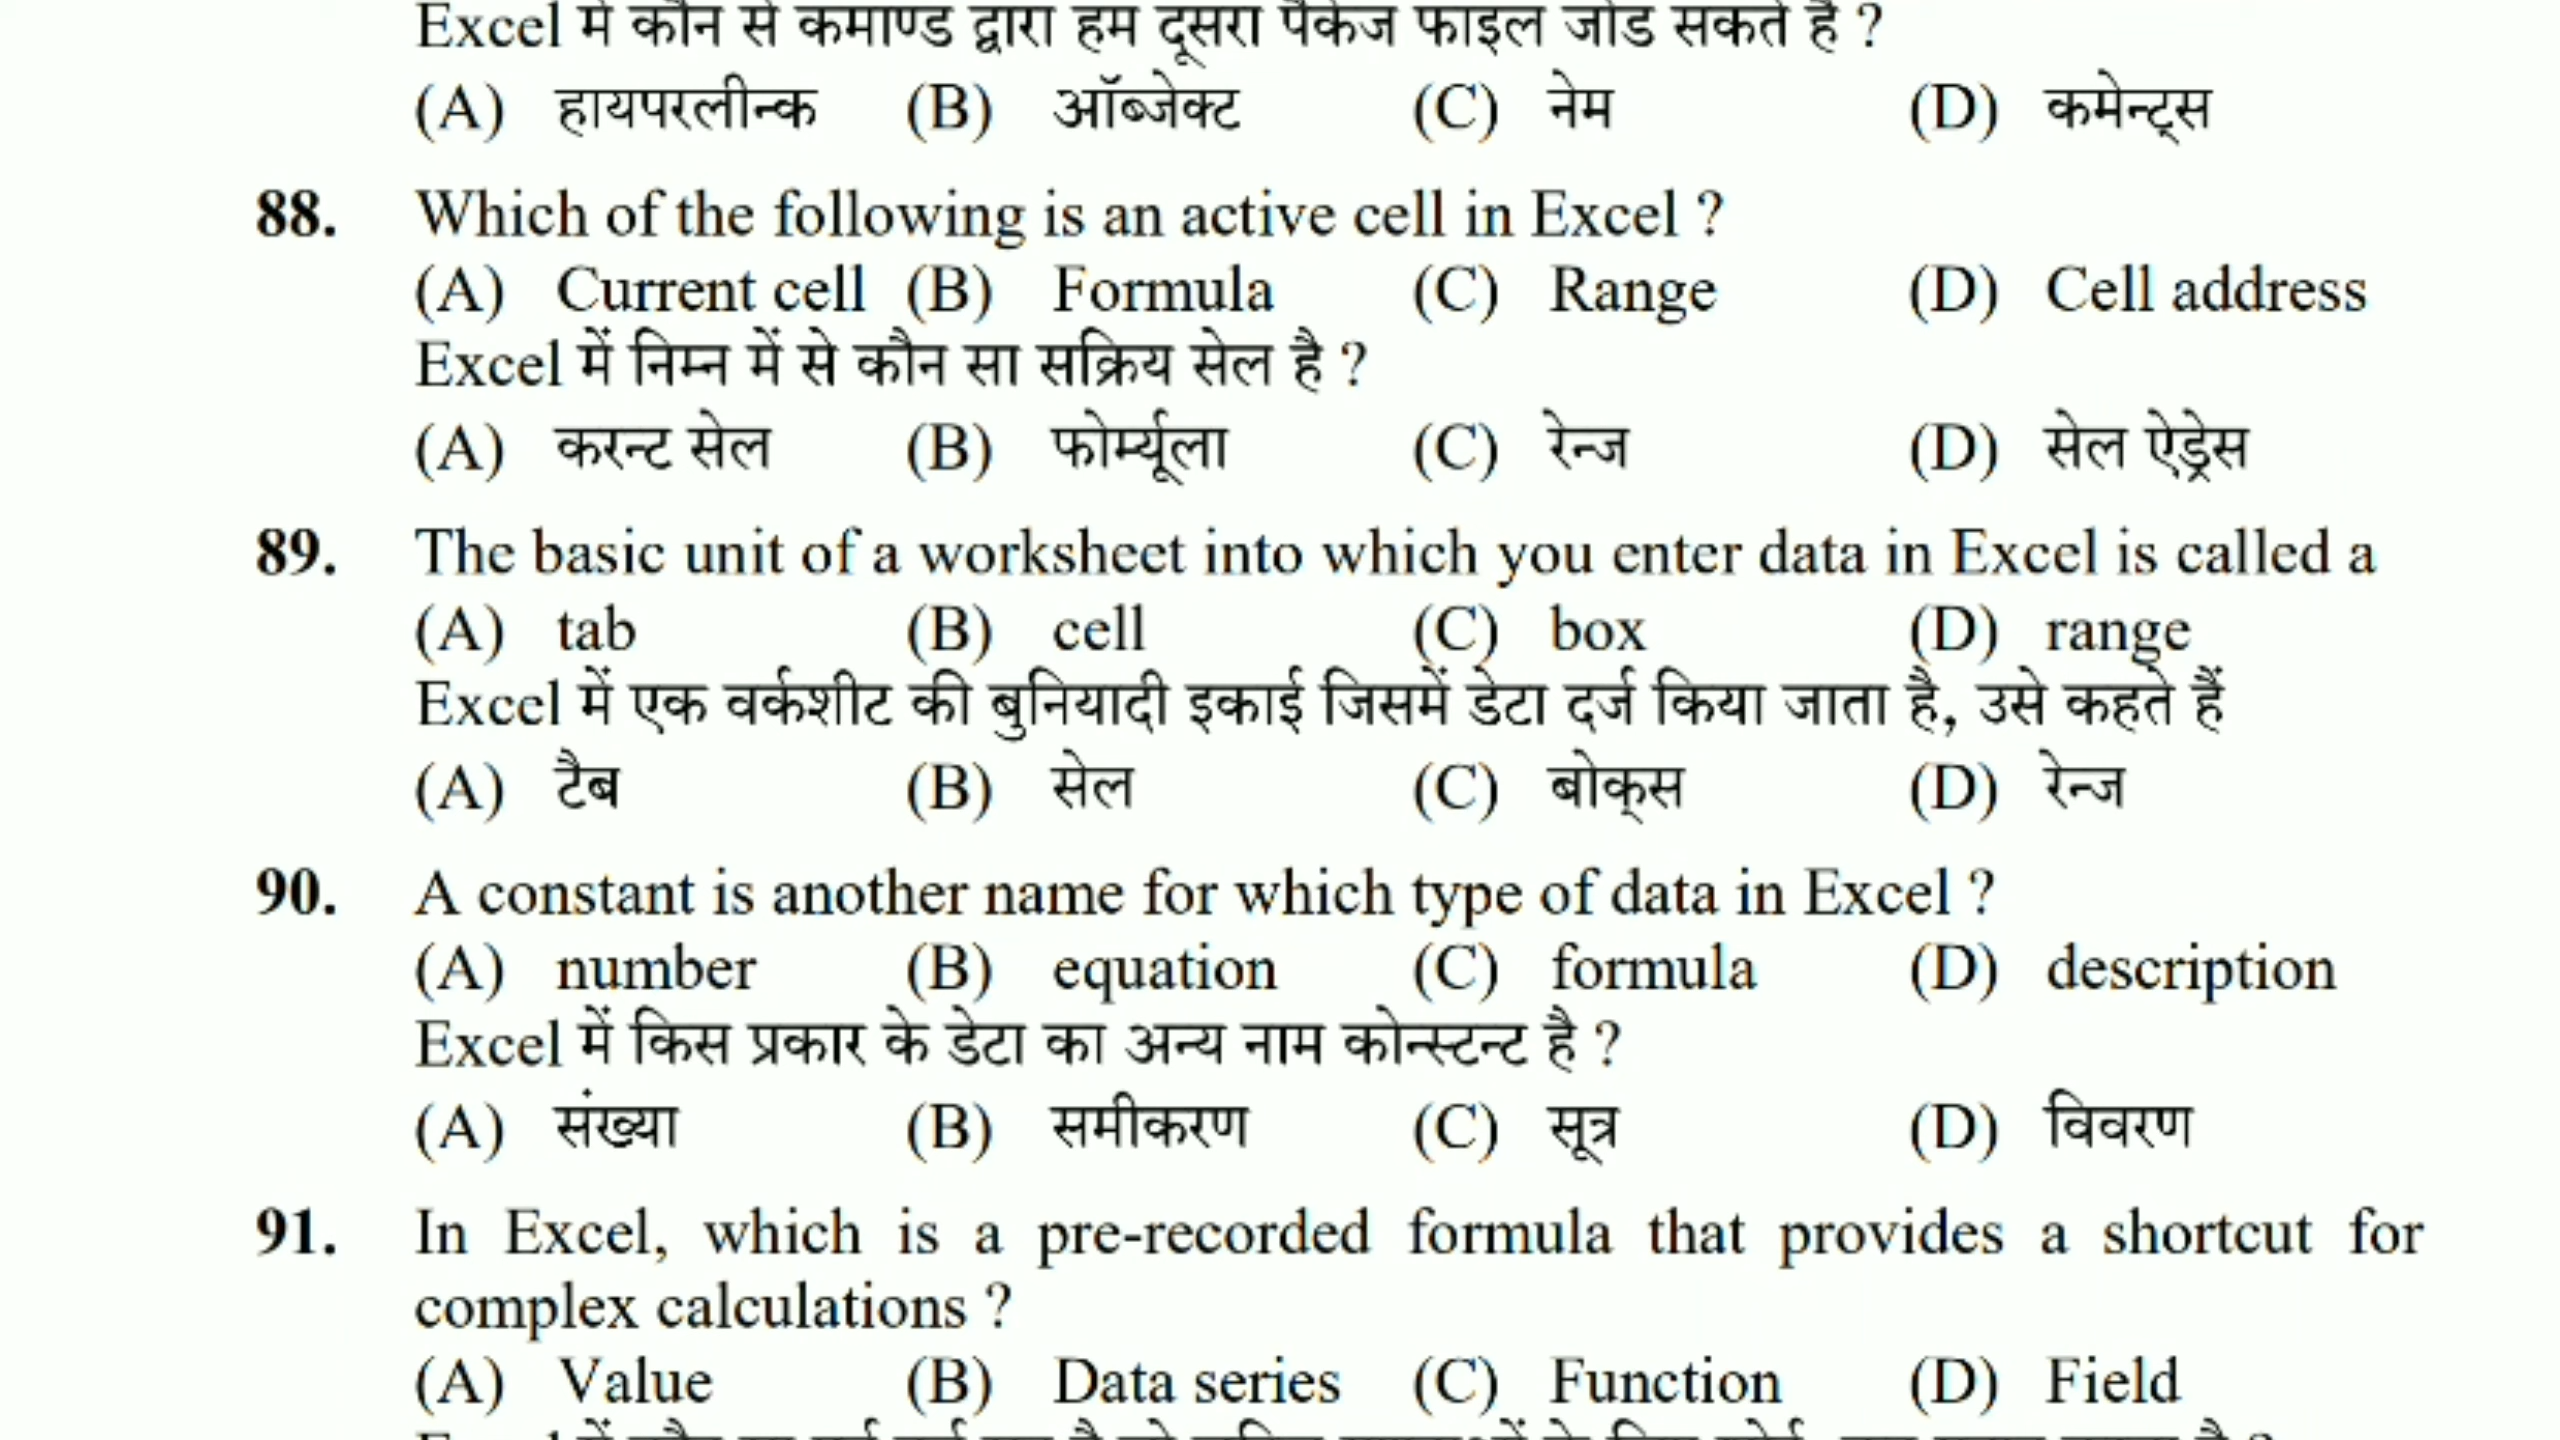 Excel में कौन से कमाण्ड द्वारा हम दूसरा पैकेज फाइल जोड सकते हैं ?
(A) हायपरलीन्क (B) ऑब्जेक्ट (C) नेम (D) कमेन्ट्स
88. Which of the following is an active cell in Excel ?
(A) Current cell (B) Formula (C) Range (D) Cell address
Excel में निम्न में से कौन सा सक्रिय सेल है ?
(A) करन्ट सेल (B) फोर्म्यूला (C) रेन्ज (D) सेल ऐड्रेस
89. The basic unit of a worksheet into which you enter data in Excel is called a
(A) tab (B) cell (C) box (D) range
Excel में एक वर्कशीट की बुनियादी इकाई जिसमें डेटा दर्ज किया जाता है, उसे कहते हैं
(A) टैब (B) सेल (C) बोक्स (D) रेन्ज
90. A constant is another name for which type of data in Excel ?
(A) number (B) equation (C) formula (D) description
Excel में किस प्रकार के डेटा का अन्य नाम कोन्स्टन्ट है ?
(A) संख्या (B) समीकरण (C) सूत्र (D) विवरण
91. In Excel, which is a pre-recorded formula that provides a shortcut for
complex calculations ?
(A) Value (B) Data series (C) Function (D) Field